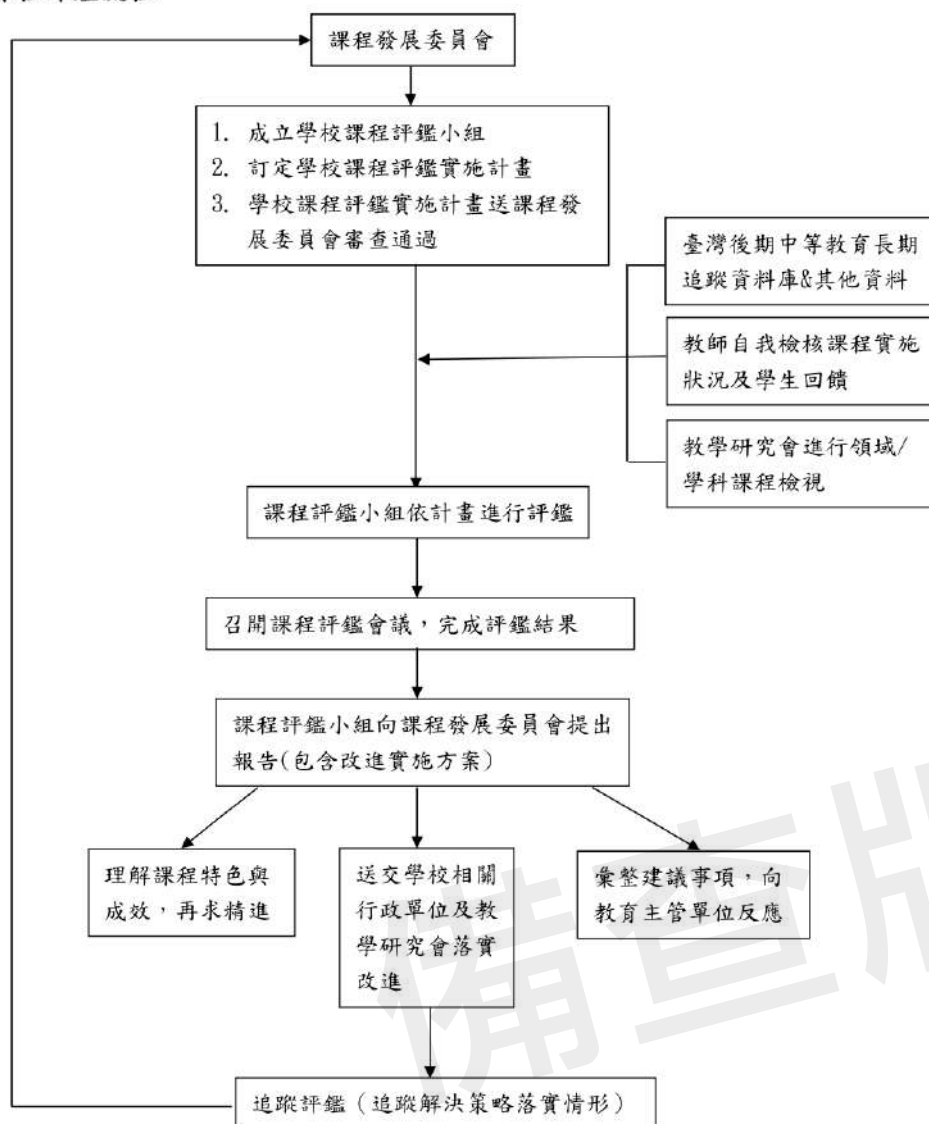 課程發展委員會
1. 成立學校課程評鑑小組
2. 訂定學校課程評鑑實施計畫
3. 學校課程評鑑實施計畫送課程發
展委員會審查通過
臺灣後期中等教育長期
追蹤資料庫&其他資料
教師自我檢核課程實施
狀況及學生回饋
教學研究會進行領域/
學科課程檢視
課程評鑑小組依計畫進行評鑑
召開課程評鑑會議，完成評鑑結果
課程評鑑小組向課程發展委員會提出
報告(包含改進實施方案)
理解課程特色與
成效，再求精進
送交學校相關
行政單位及教
學研究會落實
改進
彙整建議事項，向
教育主管單位反應
追蹤評鑑（追蹤解決策略落實情形）
備查版